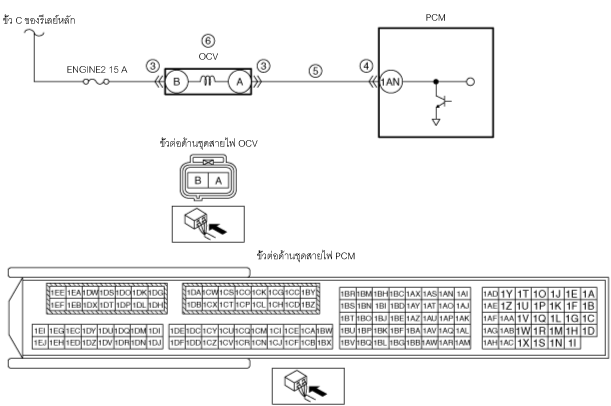 ขั้ว C ของรีเลย์หลัก
PCM
⑥
OCV
ENGINE2 15 A
③
B
A
③
⑤
④
1AN
ขั้วต่อด้านชุดสายไฟ OCV
B A
ขั้วต่อด้านชุดสายไฟ PCM
1EE 1EA 1DW 1DS 1DO 1DK 1DG 1DA 1CW 1CS 1CO 1CK 1CG 1CC 1BY 1BR 1BM 1BH 1BC 1AX 1AS 1AN 1AI 1AD 1Y 1T 1O 1J 1E 1A
1EF 1EB 1DX 1DT 1DP 1DL 1DH 1DB 1CX 1CT 1CP 1CL 1CH 1CD 1BZ 1BS 1BN 1BI 1BD 1AY 1AT 1AO 1AJ 1AE 1Z 1U 1P 1K 1F 1B
1BT 1BO 1BJ 1BE 1AZ 1AU 1AP 1AK 1AF 1AA 1V 1Q 1L 1G 1C
1EI 1EG 1EC 1DY 1DU 1DQ 1DM 1DI 1DE 1DC 1CY 1CU 1CQ 1CM 1CI 1CE 1CA 1BW 1BU 1BP 1BK 1BF 1BA 1AV 1AQ 1AL 1AG 1AB 1W 1R 1M 1H 1D
1EJ 1EH 1ED 1DZ 1DV 1DR 1DN 1DJ 1DF 1DD 1CZ 1CV 1CR 1CN 1CJ 1CF 1CB 1BX 1BV 1BQ 1BL 1BG 1BB 1AW 1AR 1AM 1AH 1AC 1X 1S 1N 1I